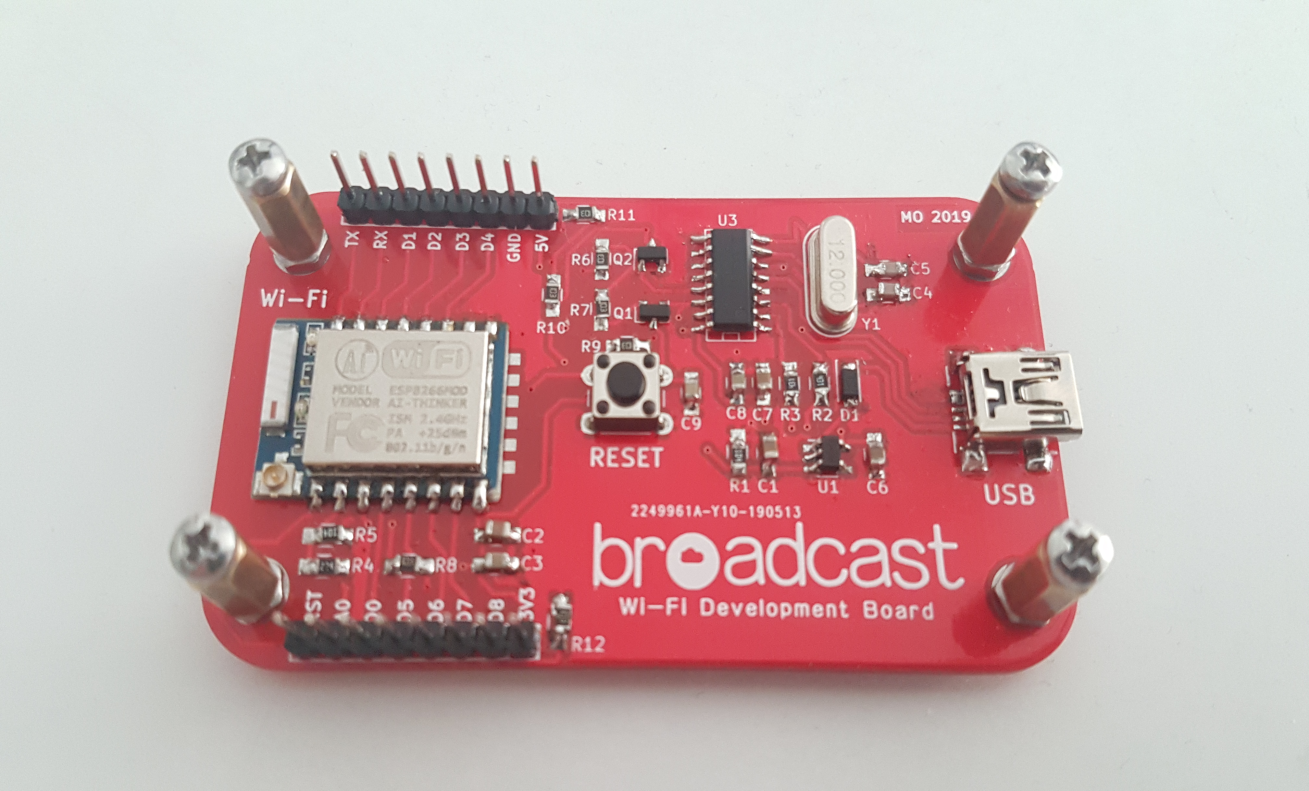 MO 2019
TX RX D1 D2 D3 D4 GND 5V
R11
U3
R6
Q2
12.000
C5
C4
Wi-Fi
R10
R7
Q1
Y1
R9
Ai WiFi
MODEL ESP8266MOD
VENDOR AI-THINKER
FC ISM 2.4GHz
PA +25dBm
802.11b/g/n
C9
C8 C7 R3 R2 D1
RESET
R1 C1 U1 C6
USB
2249961A-Y10-190513
broadcast
Wi-Fi Development Board
R5
C2
R4
R8
C3
D5 D6 D7 D8 3V3
R12